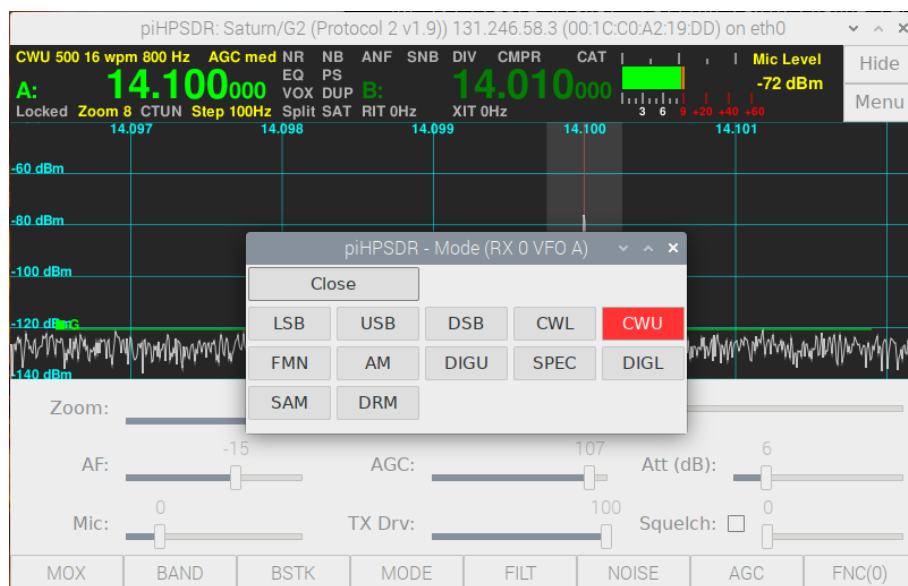 piHPSDR: Saturn/G2 (Protocol 2 v1.9)) 131.246.58.3 (00:1C:C0:A2:19:DD) on eth0
CWU 500 16 wpm 800 Hz AGC med NR NB ANF SNB DIV CMPR CAT
EQ PS
A: 14.100000 VOX DUP B: 14.010000
Locked Zoom 8 CTUN Step 100Hz Split SAT RIT 0Hz XIT 0Hz
Mic Level
-72 dBm
3 6 9 +20 +40 +60
Hide
Menu
14.097 14.098 14.099 14.100 14.101
-60 dBm
-80 dBm
-100 dBm
-120 dBm G
-140 dBm
piHPSDR - Mode (RX 0 VFO A)
Close
LSB USB DSB CWL CWU
FMN AM DIGU SPEC DIGL
SAM DRM
Zoom:
-15 107 6
AF: AGC: Att (dB):
0 100 0
Mic: TX Drv: Squelch:
MOX BAND BSTK MODE FILT NOISE AGC FNC(0)